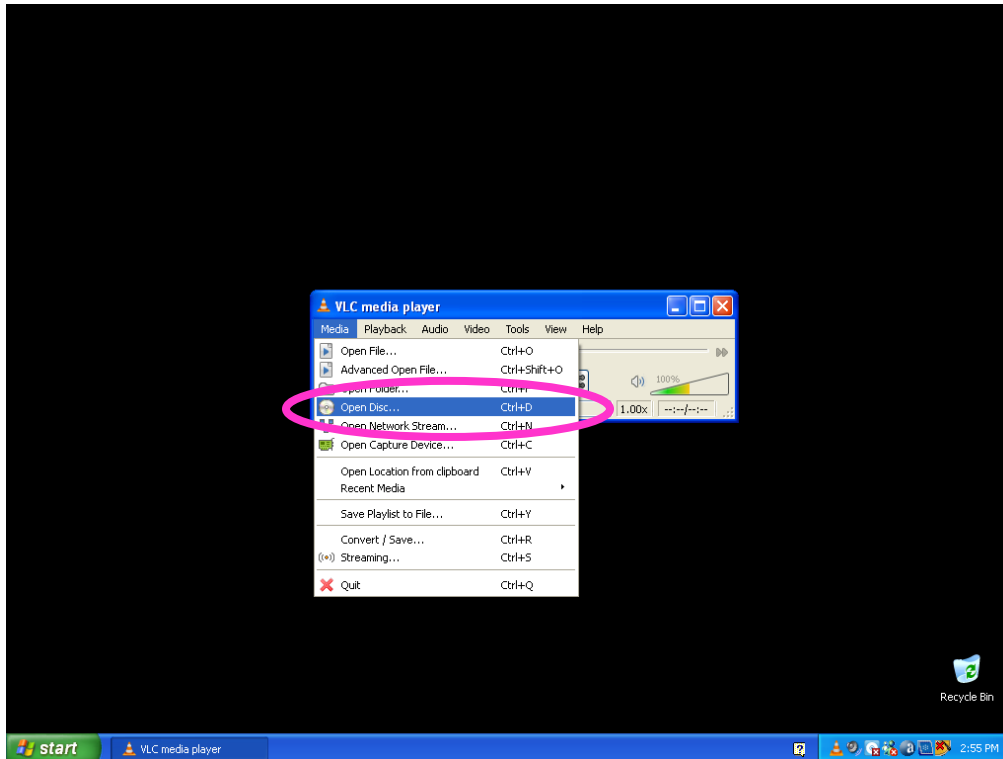 VLC media player
Media Playback Audio Video Tools View Help
Open File... Ctrl+O
Advanced Open File... Ctrl+Shift+O
Open Folder... Ctrl+F
100%
Open Disc... Ctrl+D
1.00x --:--/--:--
Open Network Stream... Ctrl+N
Open Capture Device... Ctrl+C
Open Location from clipboard Ctrl+V
Recent Media
Save Playlist to File... Ctrl+Y
Convert / Save... Ctrl+R
Streaming... Ctrl+S
Quit Ctrl+Q
Recycle Bin
start VLC media player 2:55 PM